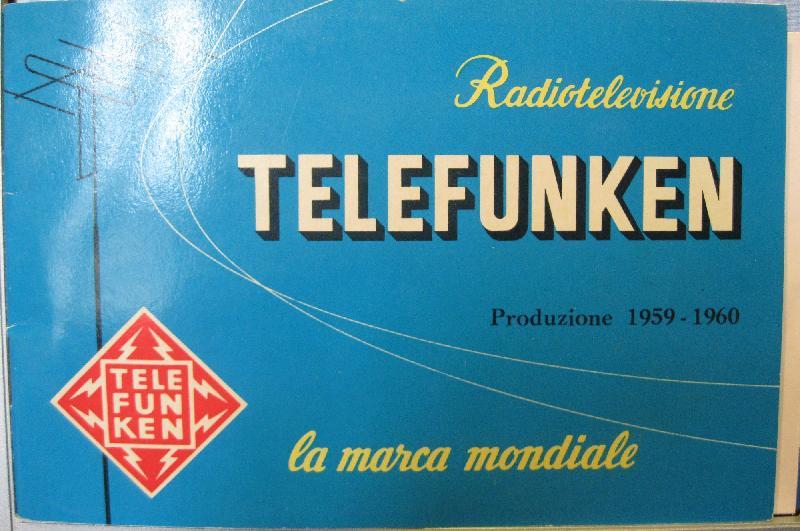 Radiotelevisione
TELEFUNKEN
Produzione 1959-1960
TELE
FUN
KEN
la marca mondiale